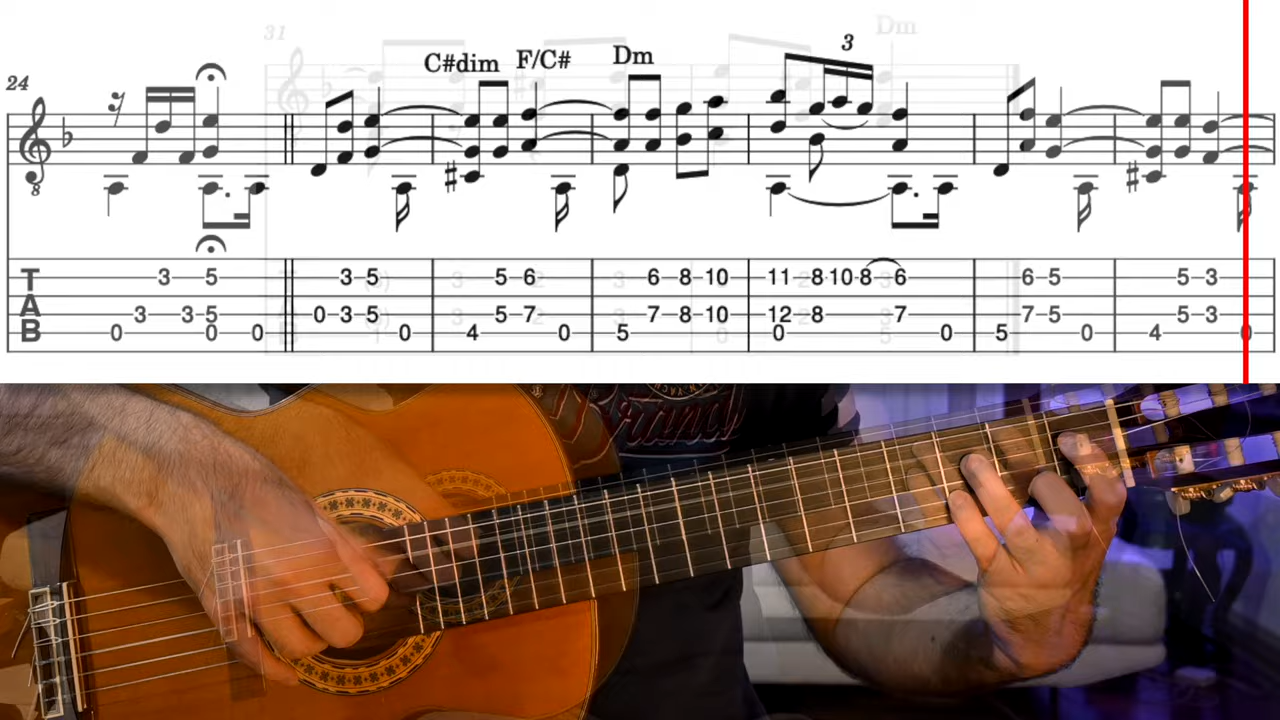 31
Dm
3
24
C#dim F/C# Dm
8
T 3 5 3 5 5 6 6 8 10 11 8 10 8 6 6 5 5 3
A 3 3 5 0 3 5 5 7 7 8 10 12 8 7 7 5 5 3
B 0 0 0 0 4 0 5 0 0 5 0 4 0